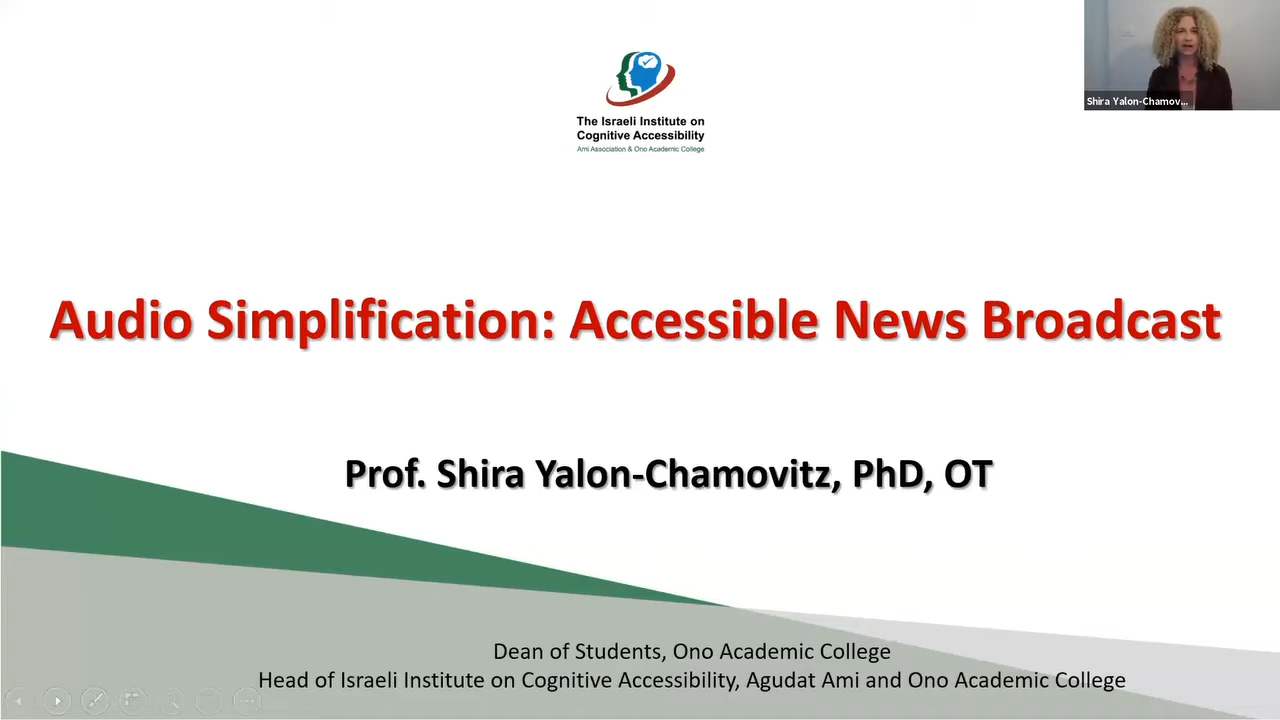 The Israeli Institute on
Cognitive Accessibility
Ami Association & Ono Academic College
Shira Yalon-Chamov...
Audio Simplification: Accessible News Broadcast
Prof. Shira Yalon-Chamovitz, PhD, OT
Dean of Students, Ono Academic College
Head of Israeli Institute on Cognitive Accessibility, Agudat Ami and Ono Academic College